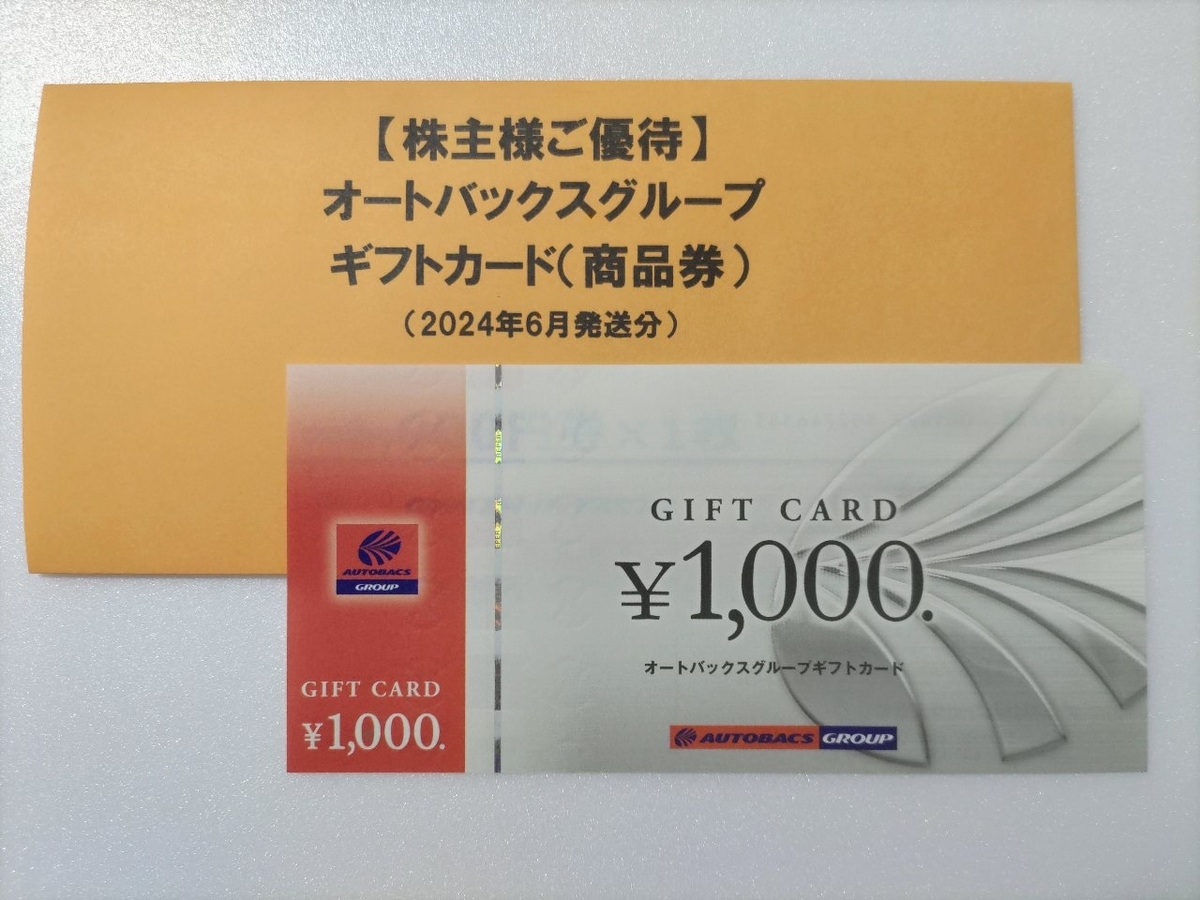 【株主様ご優待】
オートバックスグループ
ギフトカード(商品券)
(2024年6月発送分)
GIFT CARD
¥1,000.
オートバックスグループギフトカード
AUTOBACS GROUP
AUTOBACS
GROUP
GIFT CARD
¥1,000.